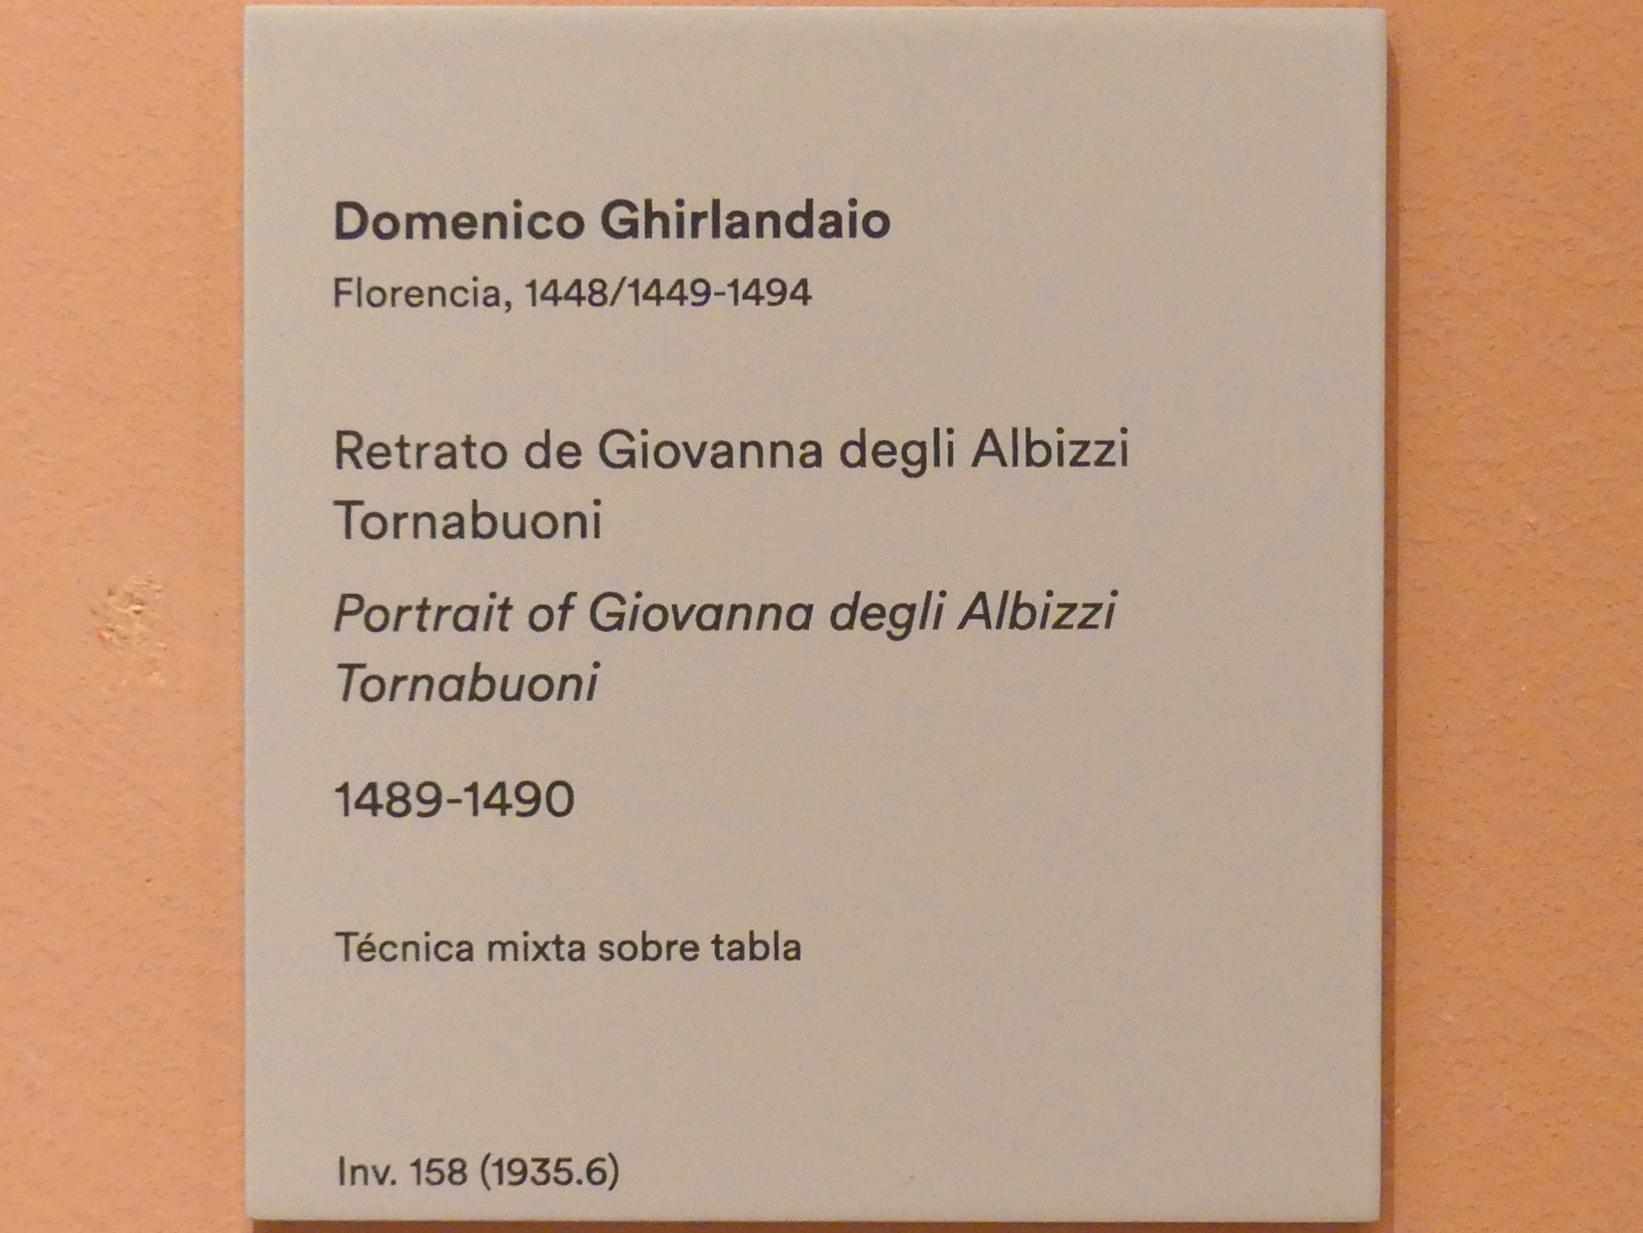 Domenico Ghirlandaio
Florencia, 1448/1449-1494
Retrato de Giovanna degli Albizzi
Tornabuoni
Portrait of Giovanna degli Albizzi
Tornabuoni
1489-1490
Técnica mixta sobre tabla
Inv. 158 (1935.6)